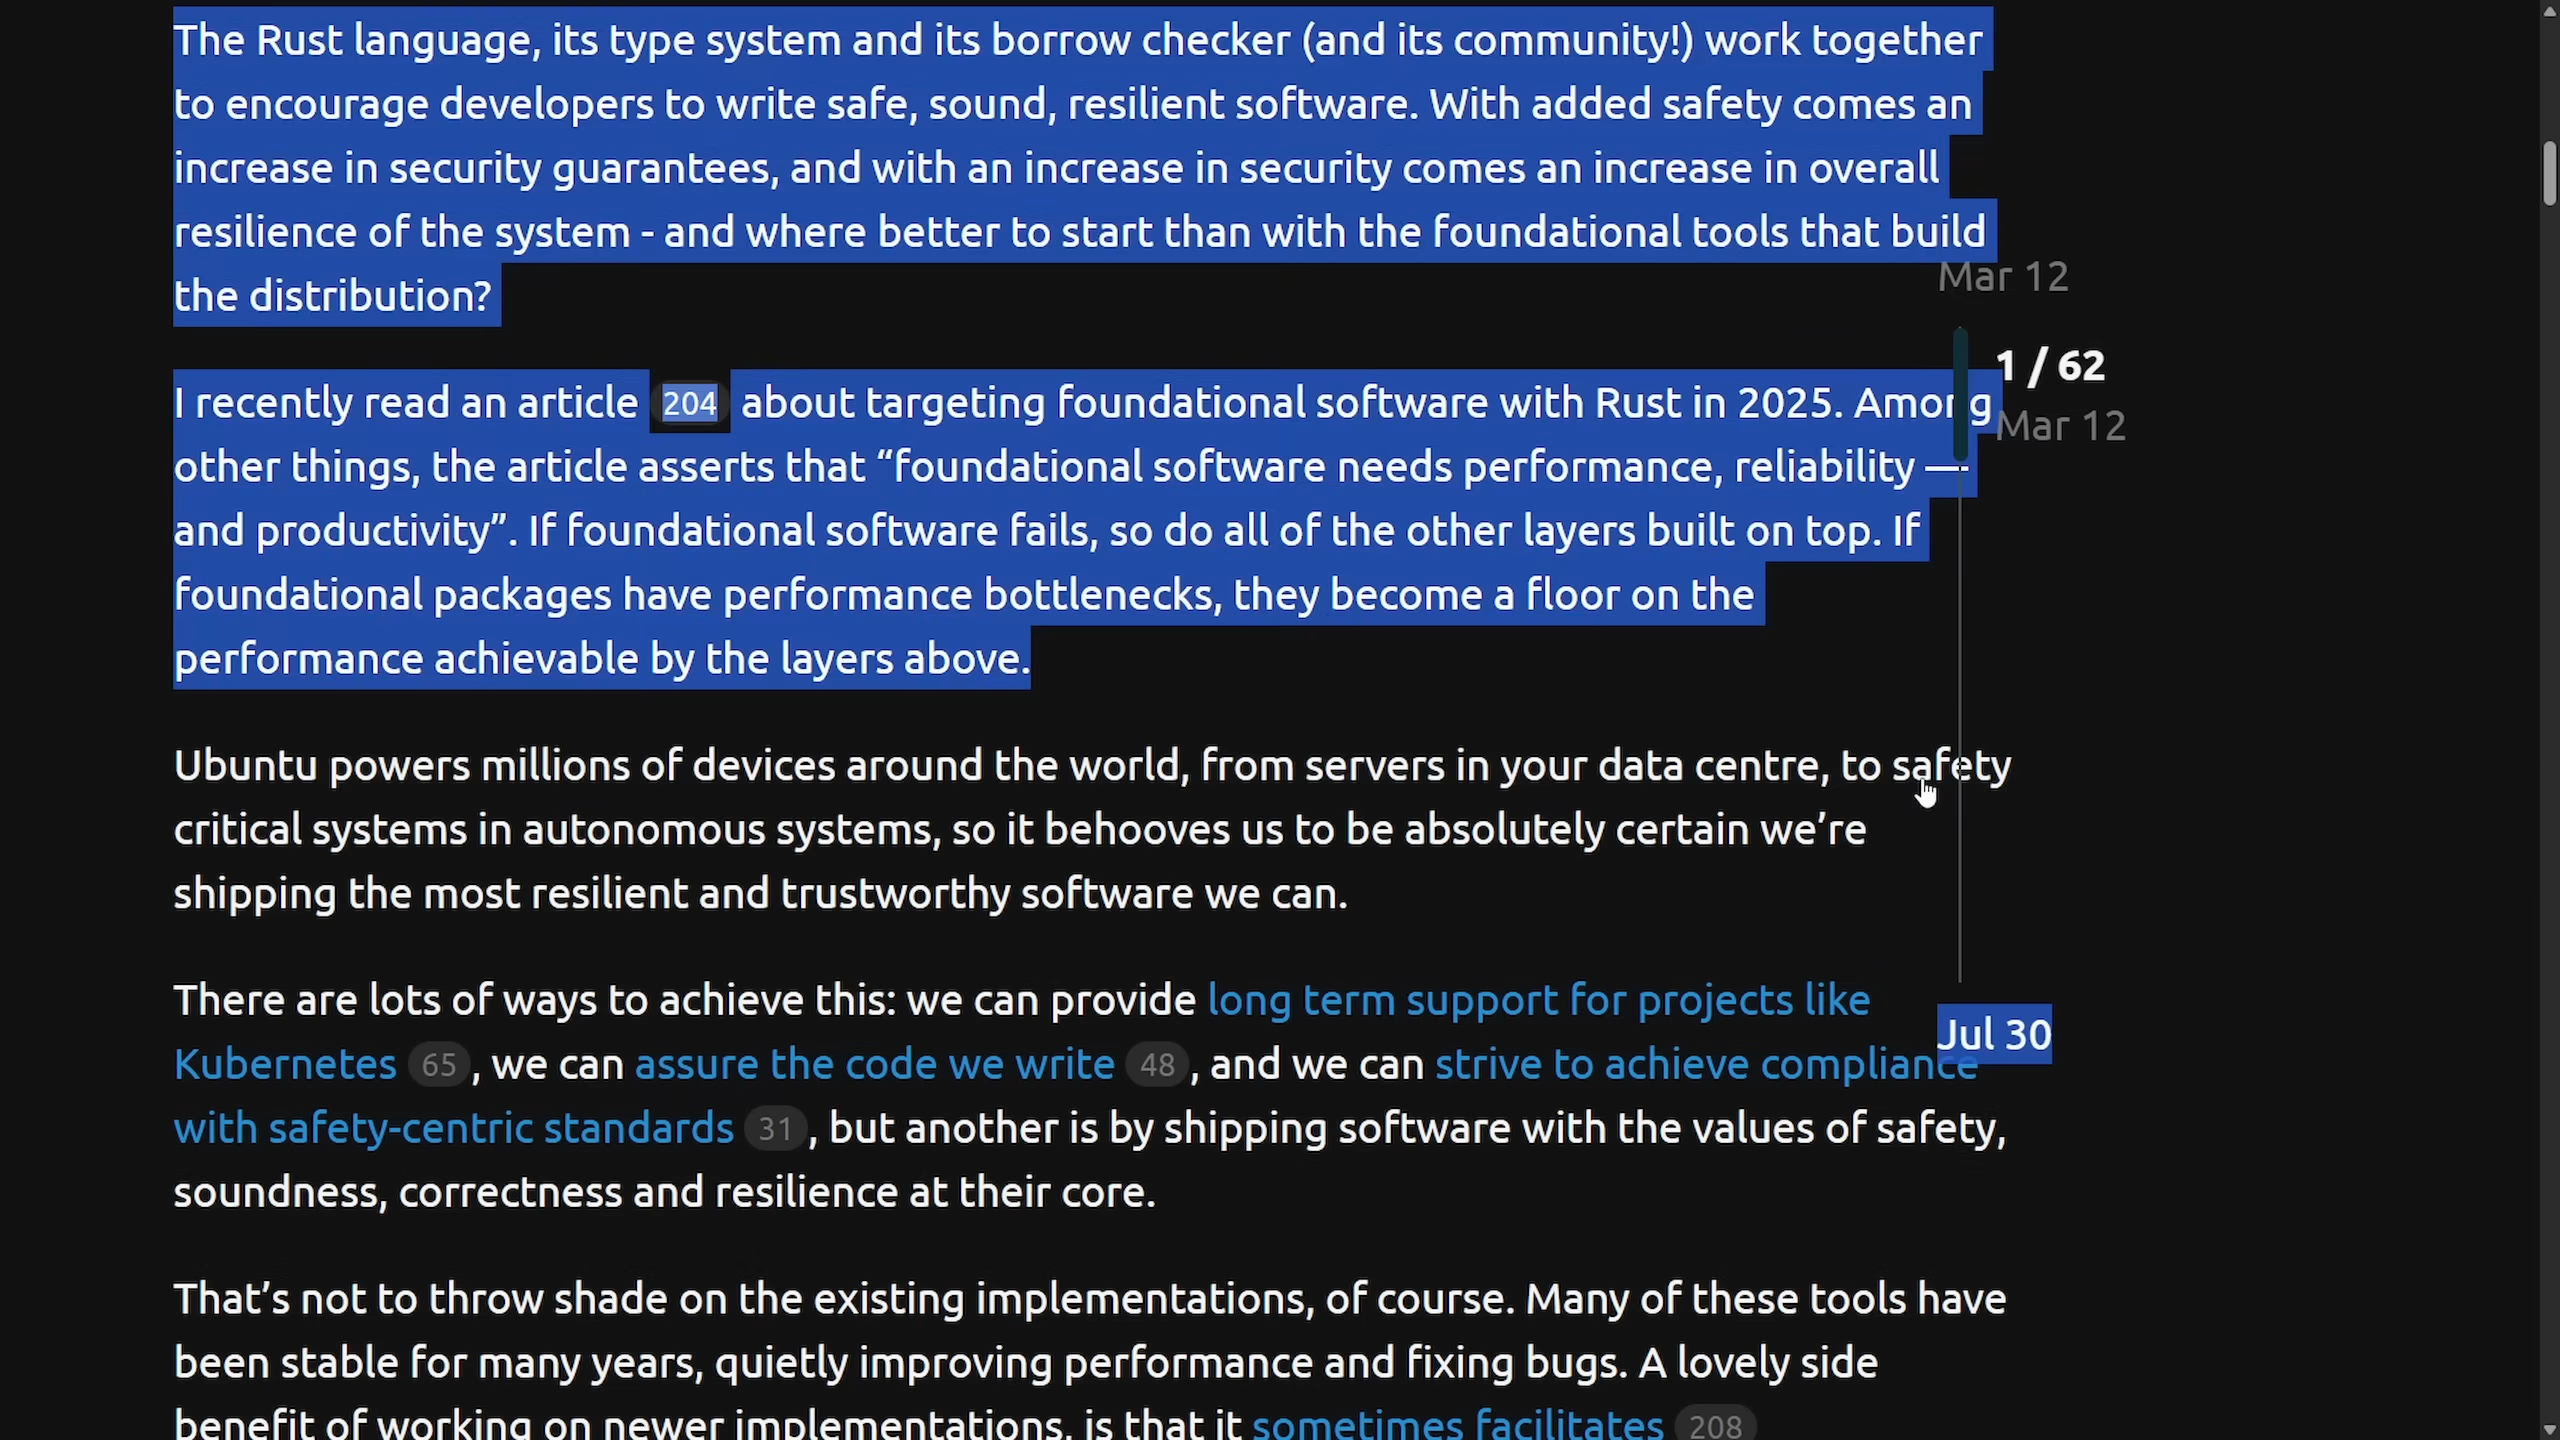 The Rust language, its type system and its borrow checker (and its community!) work together
to encourage developers to write safe, sound, resilient software. With added safety comes an
increase in security guarantees, and with an increase in security comes an increase in overall
resilience of the system - and where better to start than with the foundational tools that build
the distribution?
I recently read an article 204 about targeting foundational software with Rust in 2025. Among
other things, the article asserts that “foundational software needs performance, reliability —
and productivity”. If foundational software fails, so do all of the other layers built on top. If
foundational packages have performance bottlenecks, they become a floor on the
performance achievable by the layers above.
Ubuntu powers millions of devices around the world, from servers in your data centre, to safety
critical systems in autonomous systems, so it behooves us to be absolutely certain we’re
shipping the most resilient and trustworthy software we can.
There are lots of ways to achieve this: we can provide long term support for projects like
Kubernetes 65, we can assure the code we write 48, and we can strive to achieve compliance
with safety-centric standards 31, but another is by shipping software with the values of safety,
soundness, correctness and resilience at their core.
That’s not to throw shade on the existing implementations, of course. Many of these tools have
been stable for many years, quietly improving performance and fixing bugs. A lovely side
benefit of working on newer implementations, is that it sometimes facilitates 208
Mar 12
1 / 62
Mar 12
Jul 30